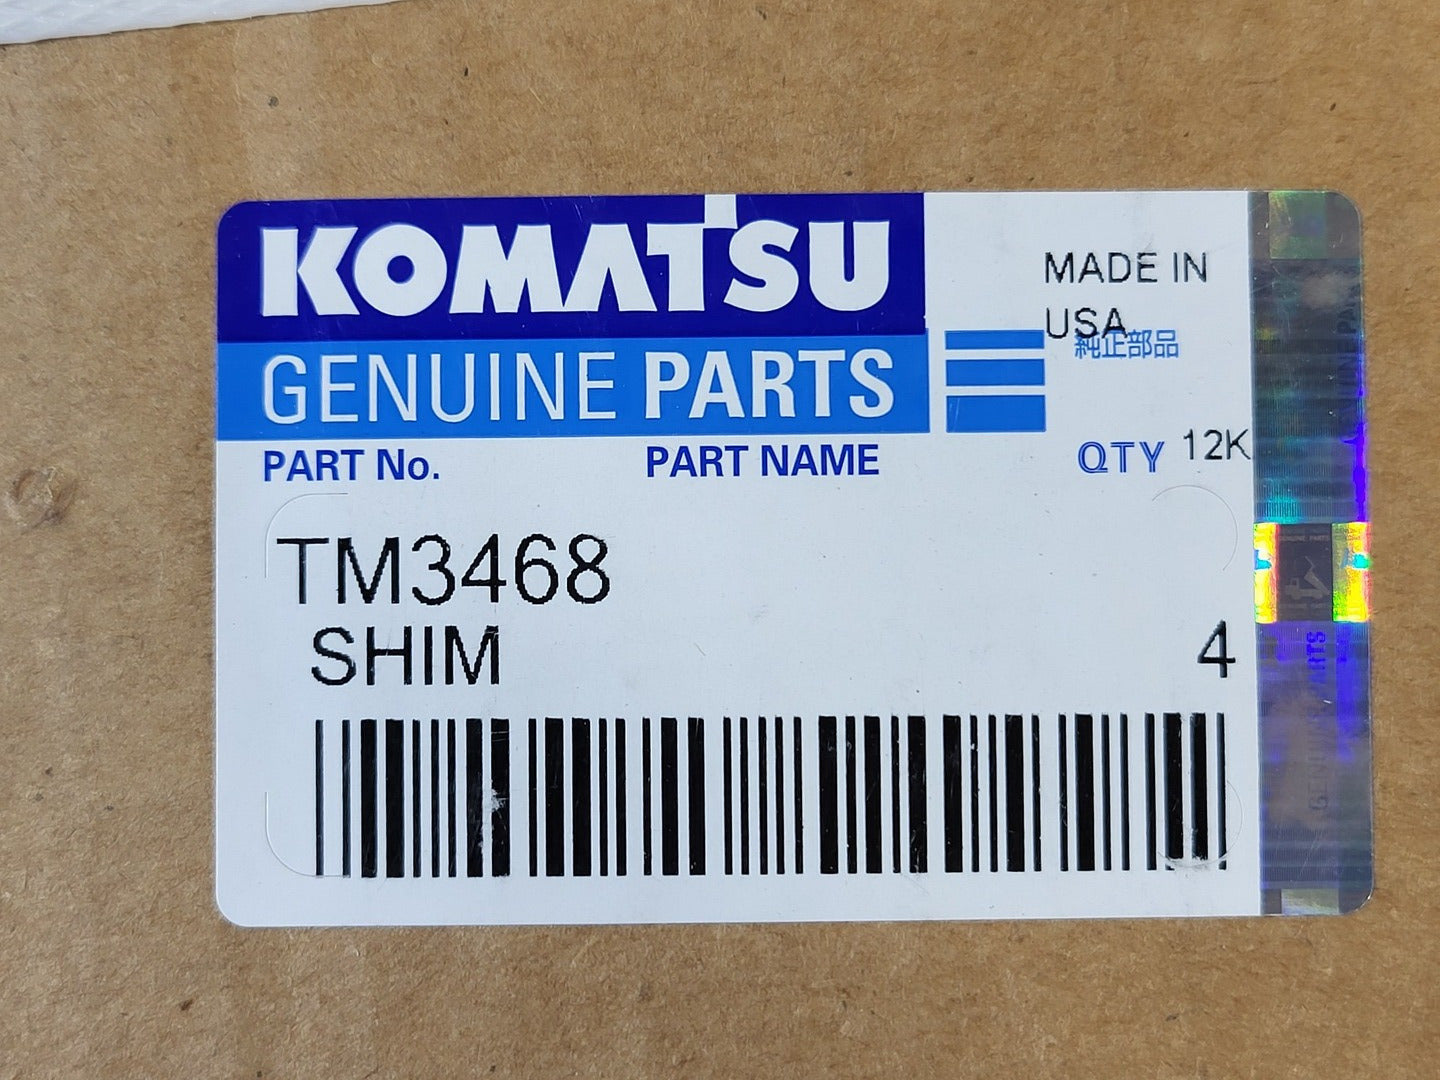 KOMATSU
GENUINE PARTS
MADE IN
USA
純正部品
PART No.
PART NAME
QTY
12K
TM3468
SHIM
4